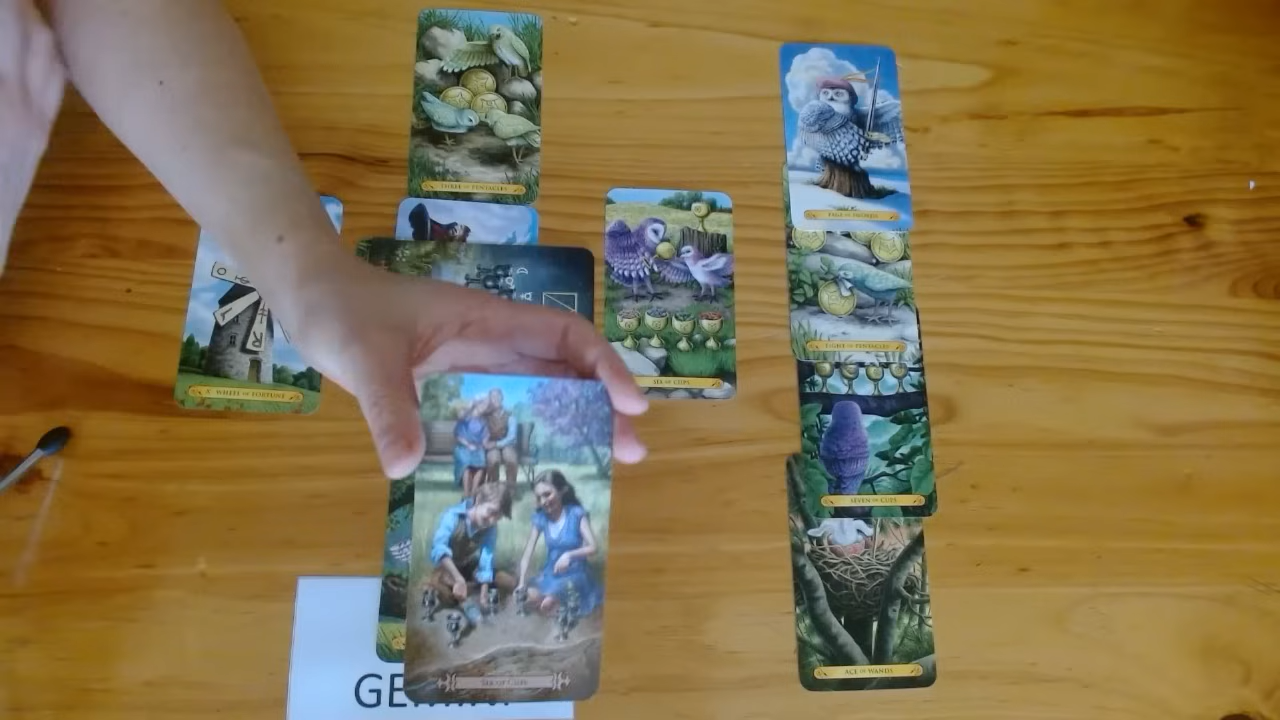 THREE OF PENTACLES
PAGE OF SWORDS
EIGHT OF PENTACLES
X WHEEL OF FORTUNE
SIX OF CUPS
SEVEN OF CUPS
ACE OF WANDS
SIX OF CUPS
GEMINI